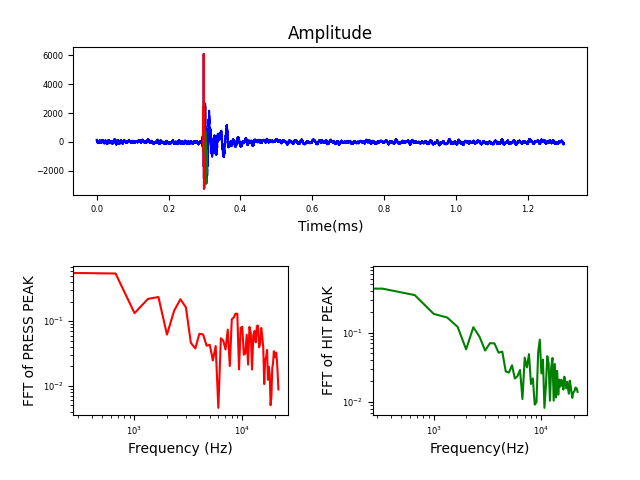 Amplitude
6000
4000
2000
0
−2000
0.0 0.2 0.4 0.6 0.8 1.0 1.2
Time(ms)
FFT of PRESS PEAK
10⁻¹
10⁻²
10³ 10⁴
Frequency (Hz)
FFT of HIT PEAK
10⁻¹
10⁻²
10³ 10⁴
Frequency(Hz)